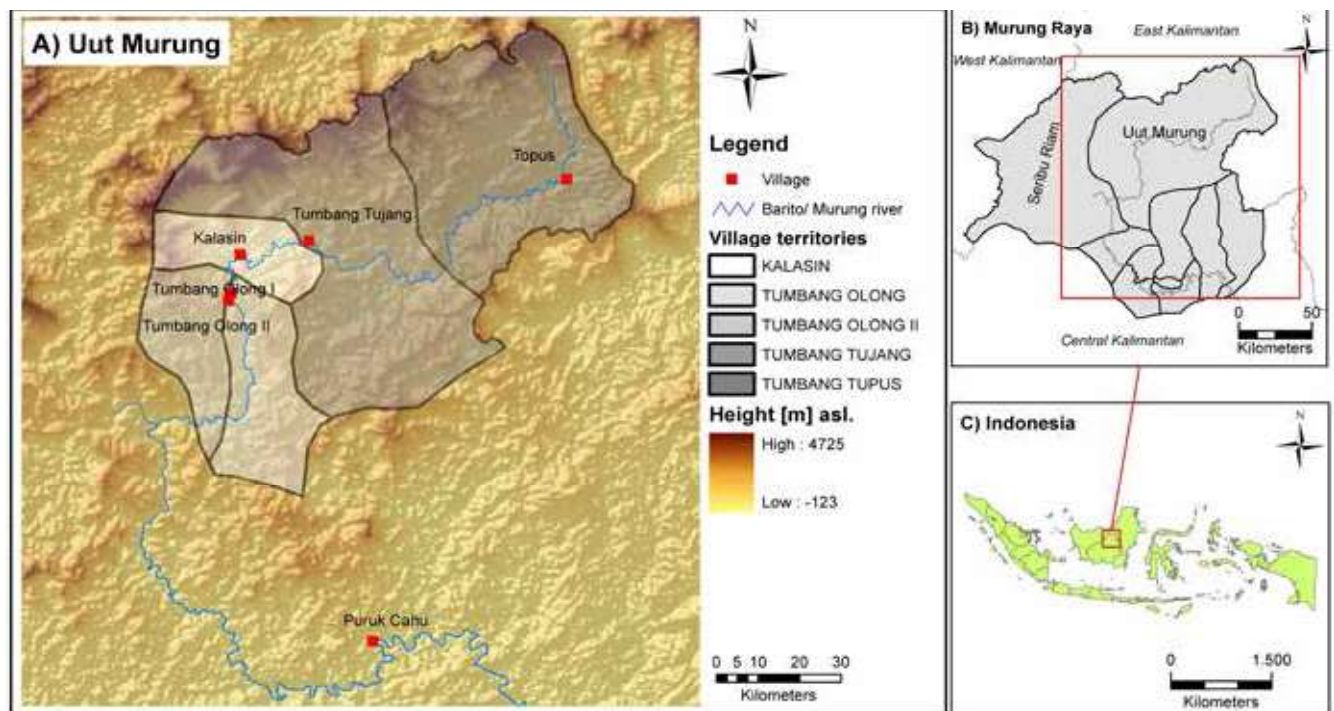 A) Uut Murung
N
Topus
Tumbang Tujang
Kalasin
Tumbang Olong I
Tumbang Olong II
Puruk Cahu
Legend
Village
Barito/ Murung river
Village territories
KALASIN
TUMBANG OLONG
TUMBANG OLONG II
TUMBANG TUJANG
TUMBANG TUPUS
Height [m] asl.
High : 4725
Low : -123
0 5 10 20 30
Kilometers
B) Murung Raya
East Kalimantan
N
West Kalimantan
Uut Murung
Senbu Riam
0 50
Kilometers
Central Kalimantan
C) Indonesia
N
0 1.500
Kilometers